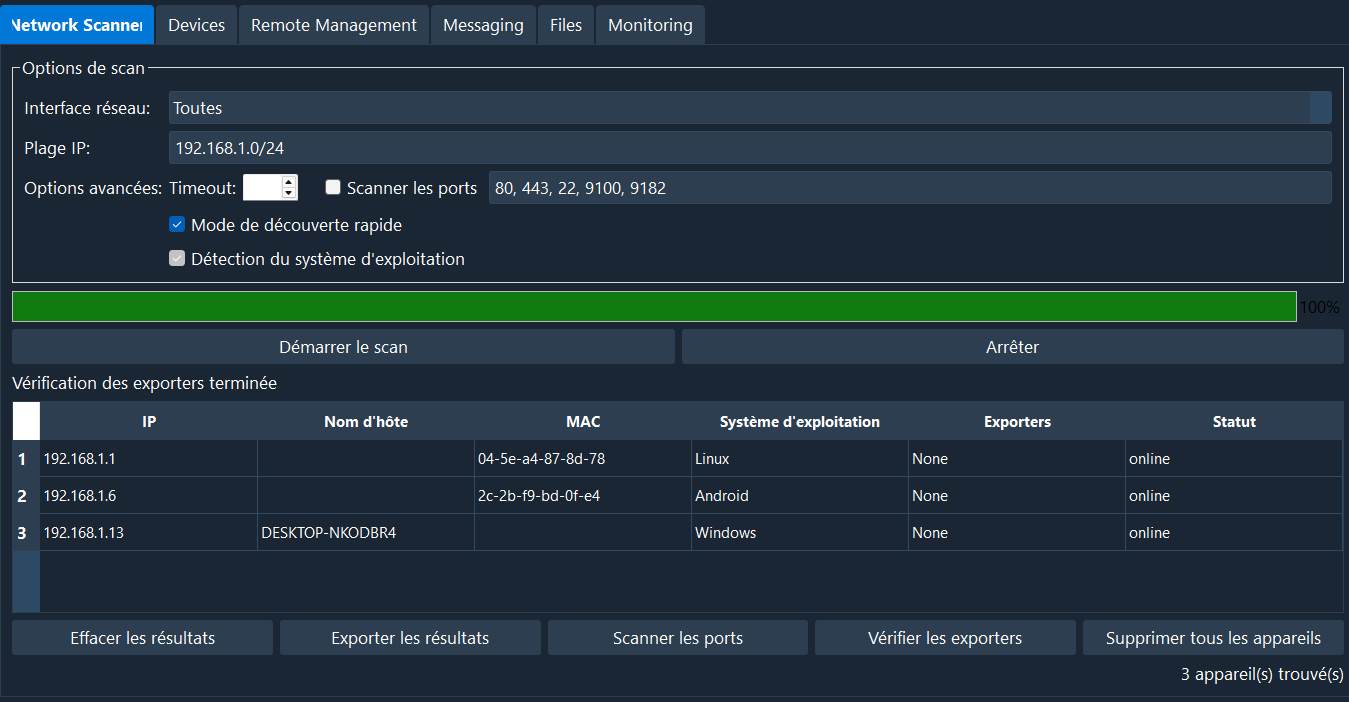 Network Scanner Devices Remote Management Messaging Files Monitoring
Options de scan
Interface réseau: Toutes
Plage IP: 192.168.1.0/24
Options avancées: Timeout: Scanner les ports 80, 443, 22, 9100, 9182
Mode de découverte rapide
Détection du système d'exploitation
100%
Démarrer le scan Arrêter
Vérification des exporters terminée
IP Nom d'hôte MAC Système d'exploitation Exporters Statut
1 192.168.1.1 04-5e-a4-87-8d-78 Linux None online
2 192.168.1.6 2c-2b-f9-bd-0f-e4 Android None online
3 192.168.1.13 DESKTOP-NKODBR4 Windows None online
Effacer les résultats Exporter les résultats Scanner les ports Vérifier les exporters Supprimer tous les appareils
3 appareil(s) trouvé(s)